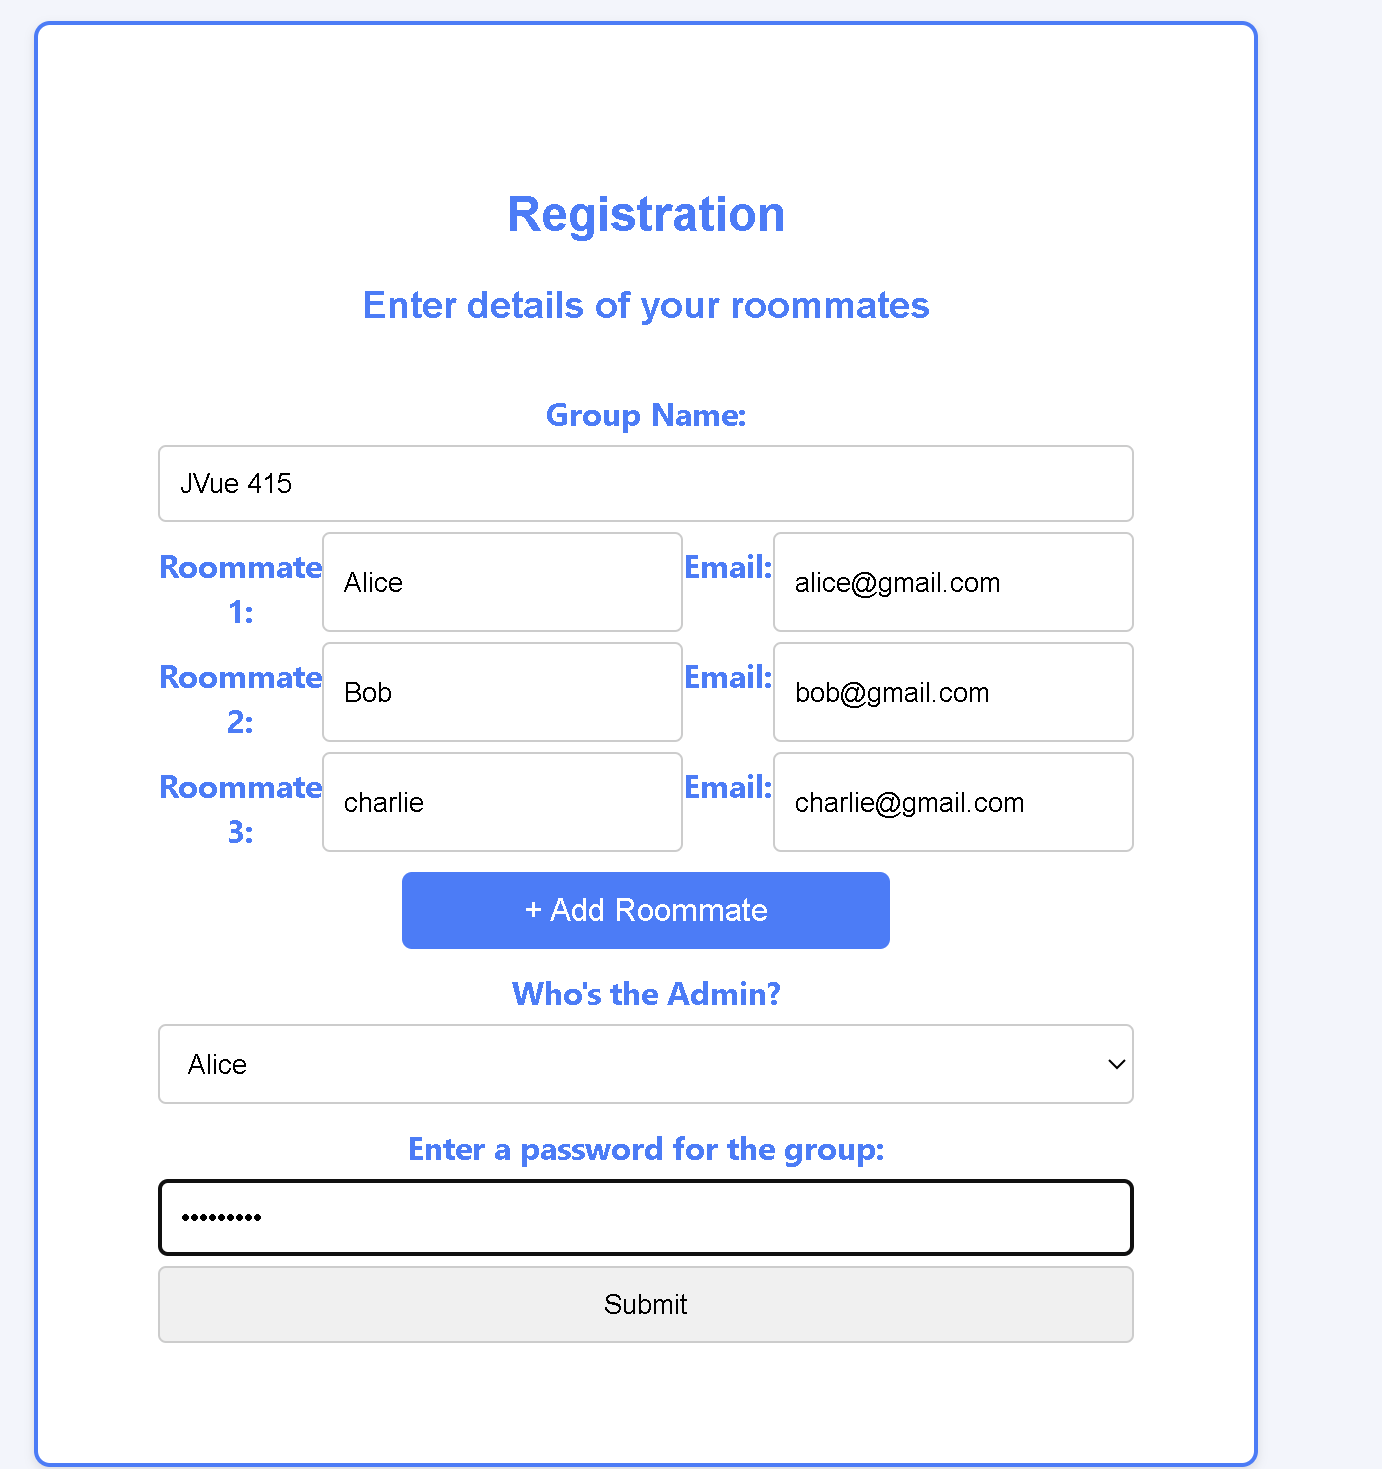 Registration
Enter details of your roommates
Group Name:
JVue 415
Roommate 1: Alice Email: alice@gmail.com
Roommate 2: Bob Email: bob@gmail.com
Roommate 3: charlie Email: charlie@gmail.com
+ Add Roommate
Who's the Admin?
Alice
Enter a password for the group:
•••••••••
Submit